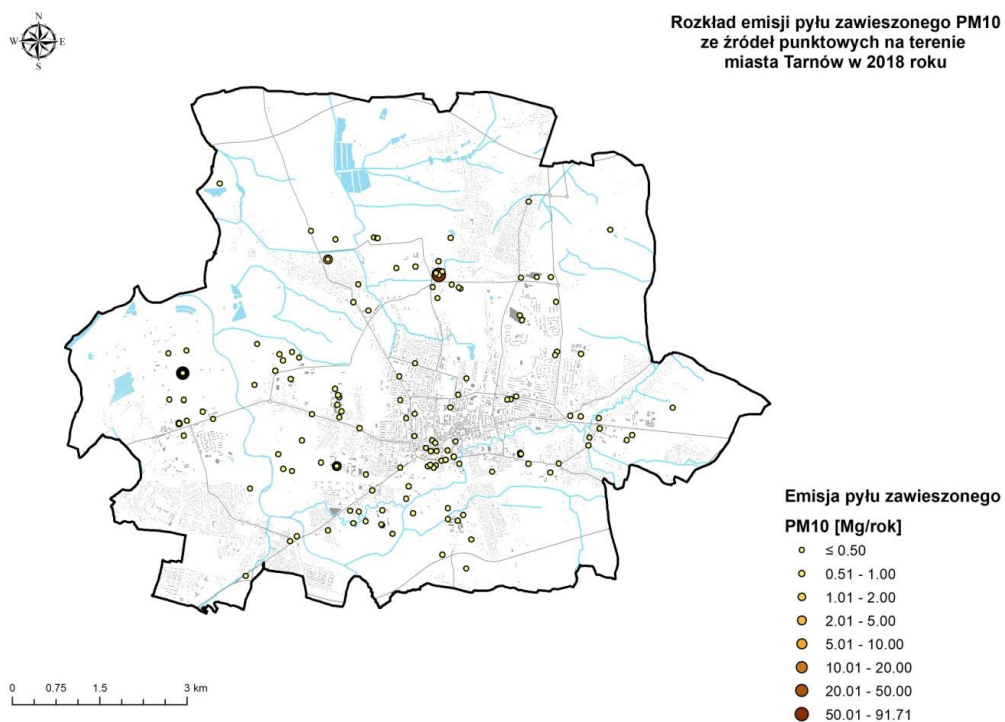 N
W E
S
Rozkład emisji pyłu zawieszonego PM10
ze źródeł punktowych na terenie
miasta Tarnów w 2018 roku
Emisja pyłu zawieszonego
PM10 [Mg/rok]
≤ 0.50
0.51 - 1.00
1.01 - 2.00
2.01 - 5.00
5.01 - 10.00
10.01 - 20.00
20.01 - 50.00
50.01 - 91.71
0 0.75 1.5 3 km